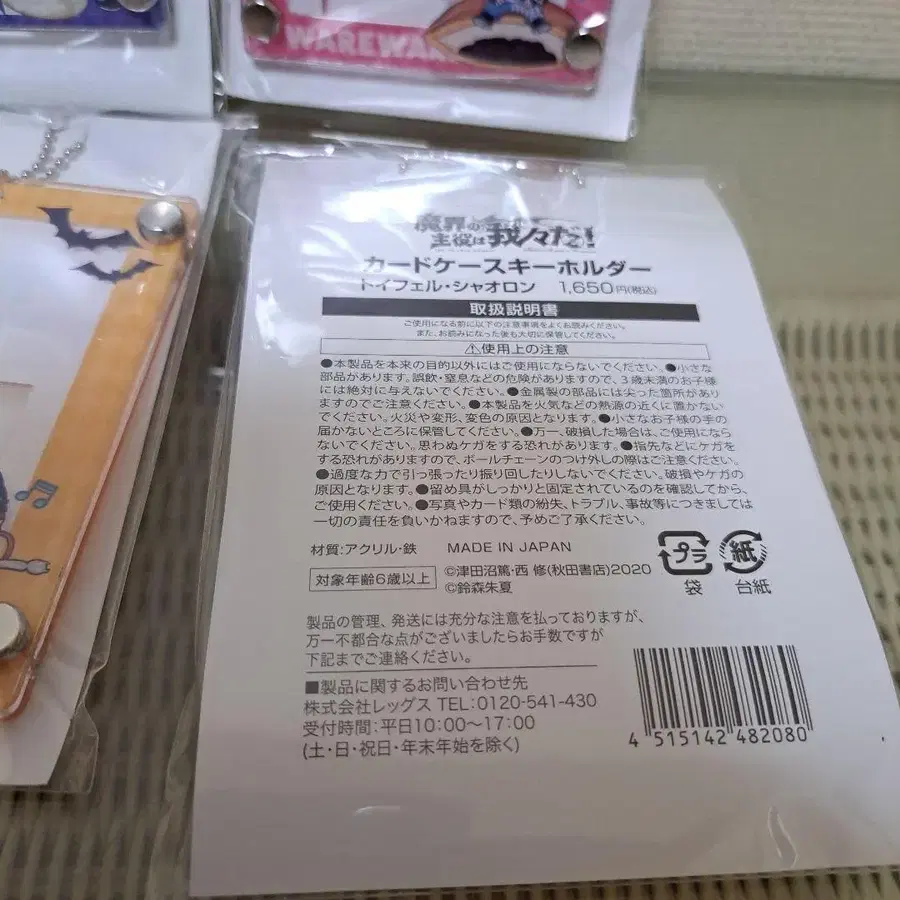 WAREWA
魔界の
主役は我々だ!
カードケースキーホルダー
トイフェル・シャオロン 1,650円(税込)
取扱説明書
ご使用になる前に以下の注意事項をよくお読みください。
また、お読みになった後も大切に保管してください。
⚠使用上の注意
●本製品を本来の目的以外にはご使用にならないでください。●小さな
部品があります。誤飲・窒息などの危険がありますので、3歳未満のお子様
には絶対に与えないでください。●金属製の部品には尖った箇所があり
ますのでご注意ください。●本製品を火気などの熱源の近くに置かない
でください。火災や変形、変色の原因となります。●小さなお子様の手の
届かないところに保管してください。●万一、破損した場合は、ご使用になら
ないでください。思わぬケガをする恐れがあります。●指先などにケガを
する恐れがありますので、ボールチェーンのつけ外しの際はご注意ください。
●過度な力で引っ張ったり振り回したりしないでください。破損やケガの
原因となります。●留め具がしっかりと固定されているのを確認してから、
ご使用ください。●写真やカード類の紛失、トラブル、事故等につきましては
一切の責任を負いかねますので、予めご了承ください。
材質:アクリル・鉄 MADE IN JAPAN
対象年齢6歳以上
©津田沼篤・西 修(秋田書店)2020
©鈴森朱夏
プラ
袋
紙
台紙
製品の管理、発送には充分な注意を払っておりますが、
万一不都合な点がございましたらお手数ですが
下記までご連絡ください。
■製品に関するお問い合わせ先
株式会社レッグス TEL:0120-541-430
受付時間:平日10:00~17:00
(土・日・祝日・年末年始を除く)
4 515142 482080